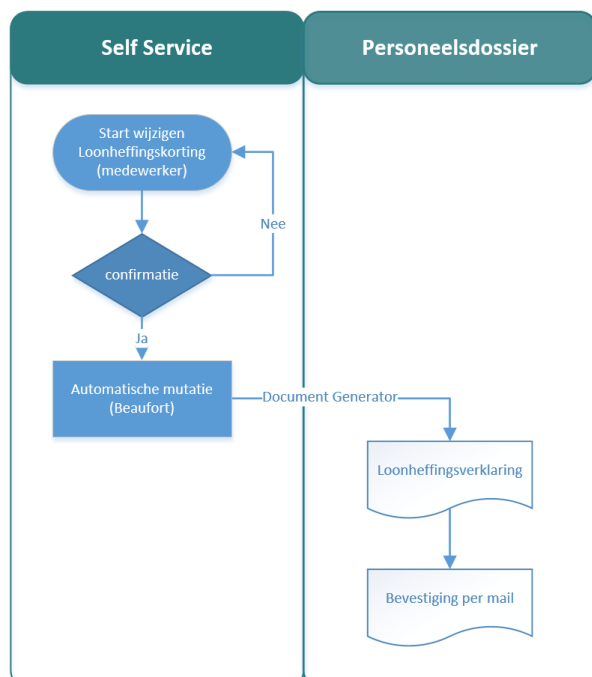 Self Service
Personeelsdossier
Start wijzigen
Loonheffingskorting
(medewerker)
Nee
confirmatie
Ja
Automatische mutatie
(Beaufort)
Document Generator
Loonheffingsverklaring
Bevestiging per mail